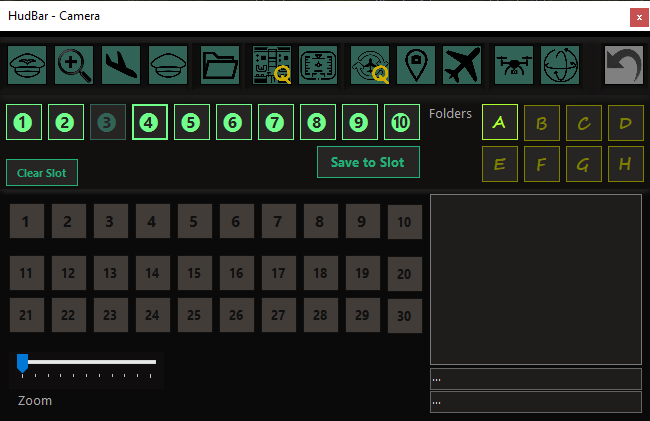 HudBar - Camera
x
1 2 3 4 5 6 7 8 9 10
Folders
A B C D
E F G H
Clear Slot
Save to Slot
1 2 3 4 5 6 7 8 9 10
11 12 13 14 15 16 17 18 19 20
21 22 23 24 25 26 27 28 29 30
...
...
Zoom